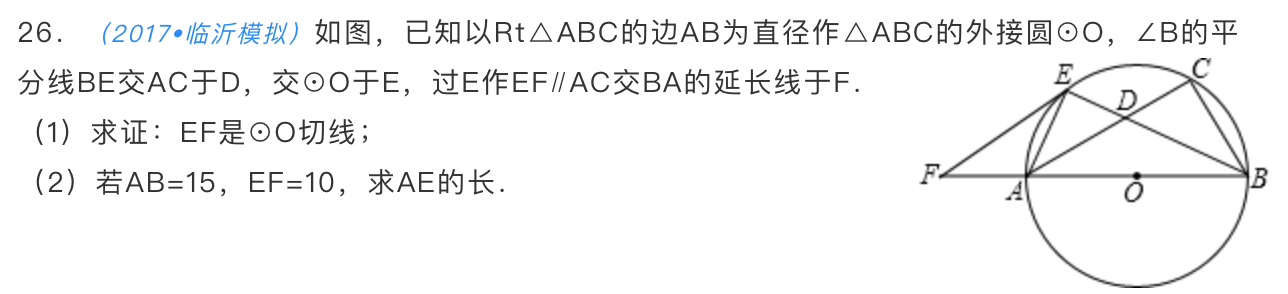 26. （2017•临沂模拟）如图，已知以Rt△ABC的边AB为直径作△ABC的外接圆⊙O，∠B的平
分线BE交AC于D，交⊙O于E，过E作EF∥AC交BA的延长线于F.
（1）求证：EF是⊙O切线；
（2）若AB=15，EF=10，求AE的长.
E
C
D
F
A
O
B